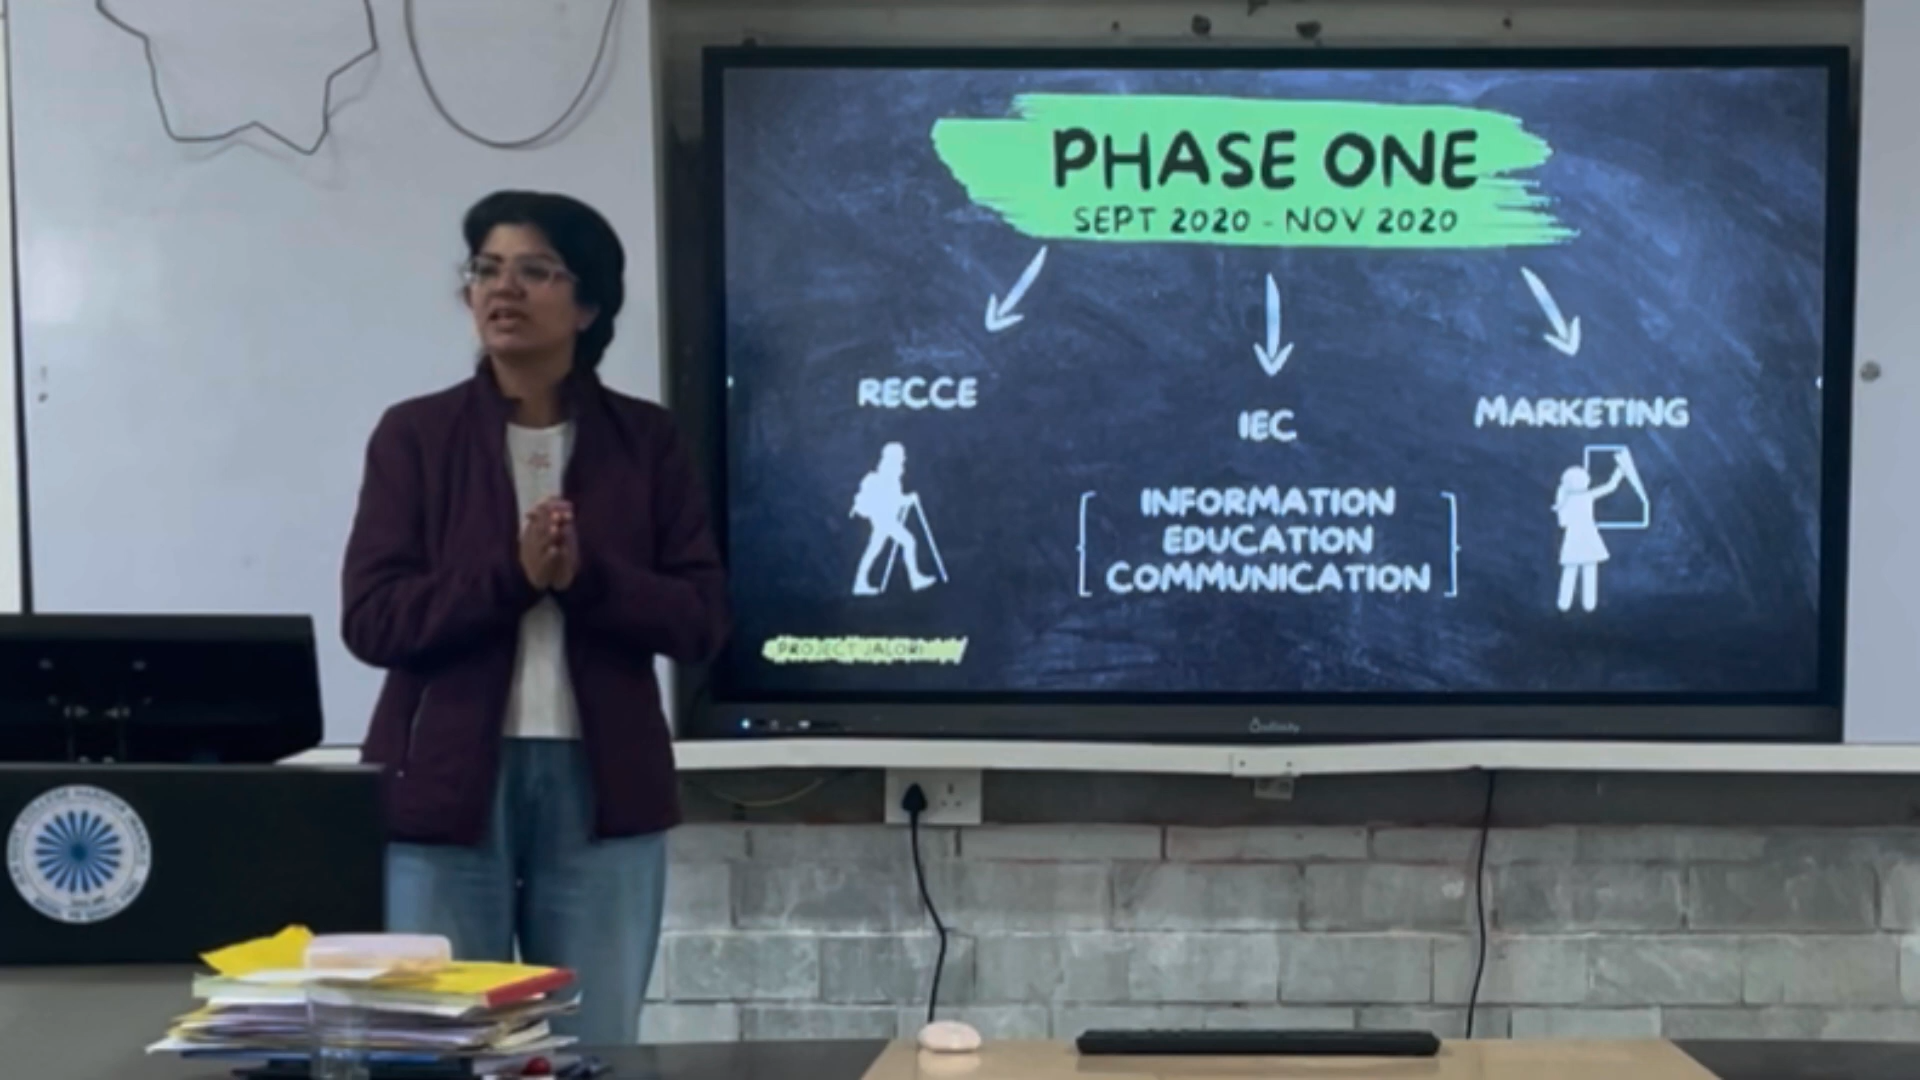 PHASE ONE
SEPT 2020 - NOV 2020
RECCE
IEC
MARKETING
INFORMATION
EDUCATION
COMMUNICATION
PROJECT JALORI